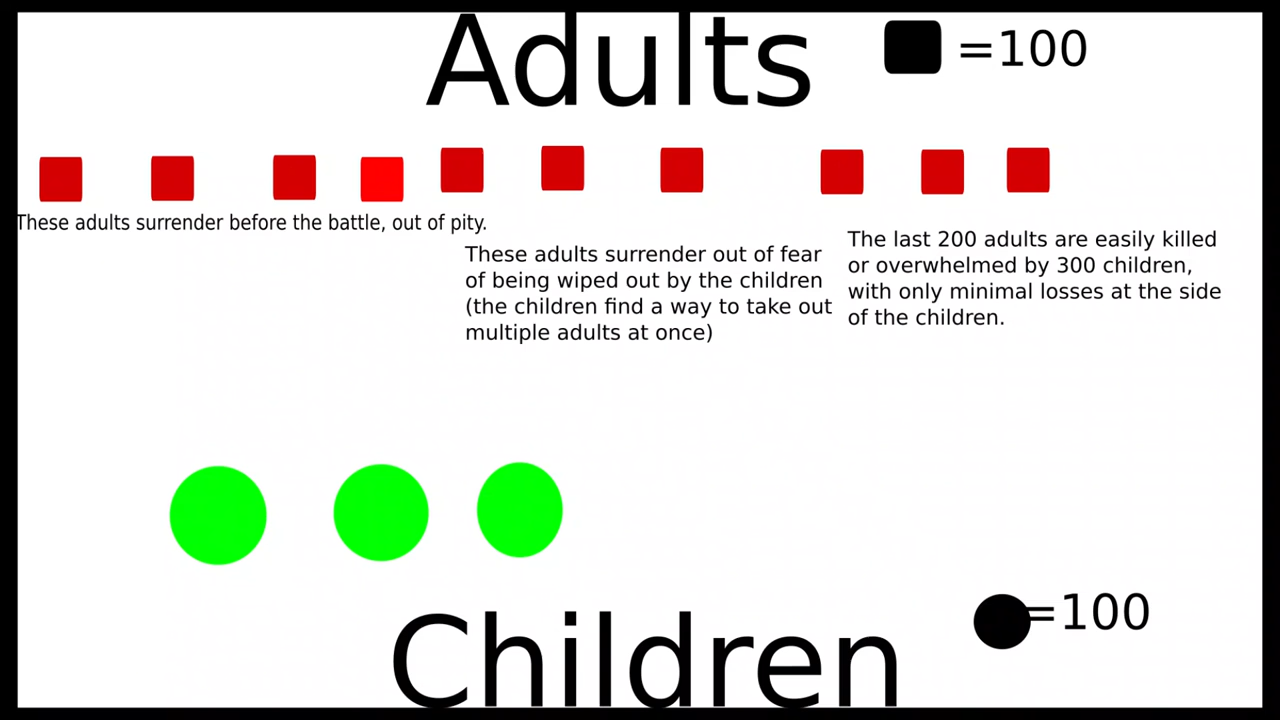 Adults
=100
These adults surrender before the battle, out of pity.
These adults surrender out of fear
of being wiped out by the children
(the children find a way to take out
multiple adults at once)
The last 200 adults are easily killed
or overwhelmed by 300 children,
with only minimal losses at the side
of the children.
=100
Children